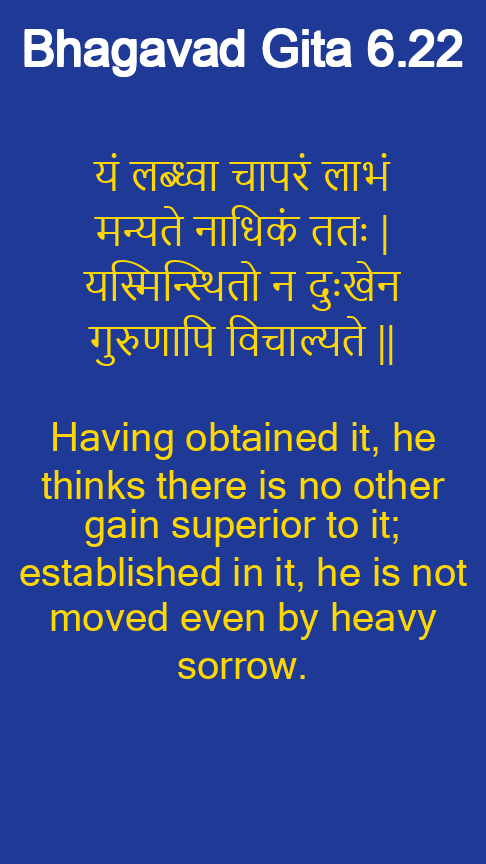 Bhagavad Gita 6.22
यं लब्ध्वा चापरं लाभं
मन्यते नाधिकं ततः |
यस्मिन्स्थितो न दुःखेन
गुरुणापि विचाल्यते ||
Having obtained it, he
thinks there is no other
gain superior to it;
established in it, he is not
moved even by heavy
sorrow.